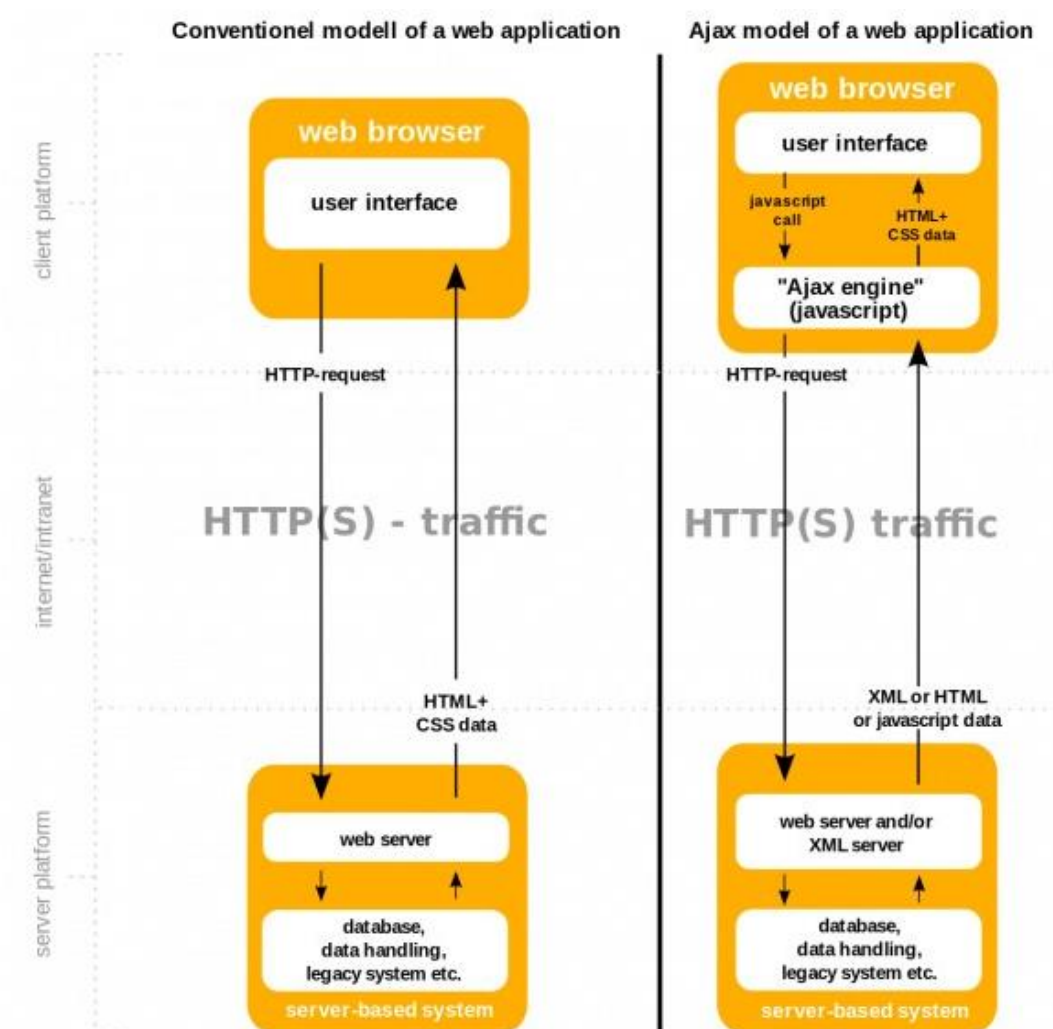 Conventionel modell of a web application
Ajax model of a web application
client platform
internet/intranet
server platform
web browser
user interface
HTTP-request
HTTP(S) - traffic
HTML+
CSS data
web server
database,
data handling,
legacy system etc.
server-based system
web browser
user interface
javascript
call
HTML+
CSS data
"Ajax engine"
(javascript)
HTTP-request
HTTP(S) traffic
XML or HTML
or javascript data
web server and/or
XML server
database,
data handling,
legacy system etc.
server-based system